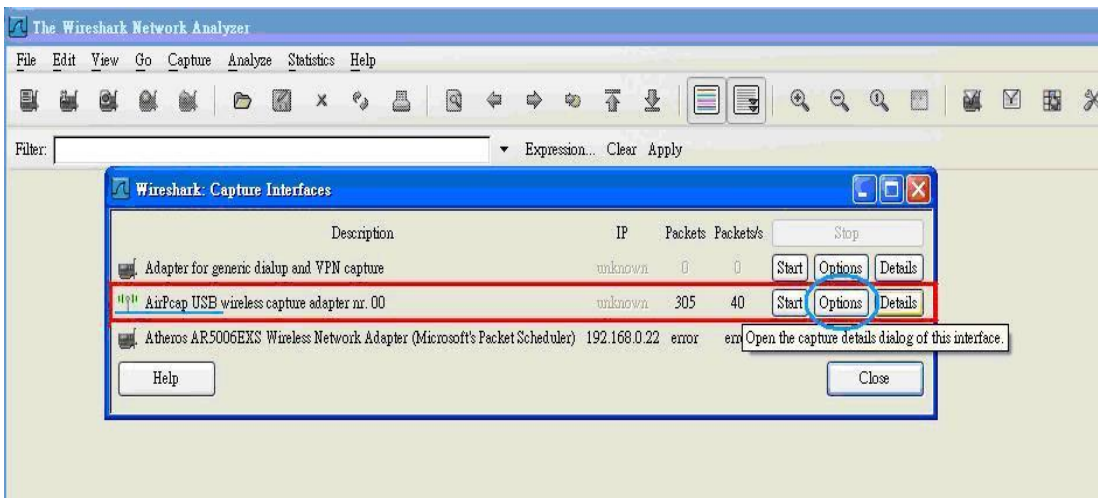 The Wireshark Network Analyzer
File Edit View Go Capture Analyze Statistics Help
Filter: Expression... Clear Apply
Wireshark: Capture Interfaces
Description IP Packets Packets/s Stop
Adapter for generic dialup and VPN capture unknown 0 0 Start Options Details
AirPcap USB wireless capture adapter nr. 00 unknown 305 40 Start Options Details
Atheros AR5006EXS Wireless Network Adapter (Microsoft's Packet Scheduler) 192.168.0.22 error
Open the capture details dialog of this interface.
Help Close